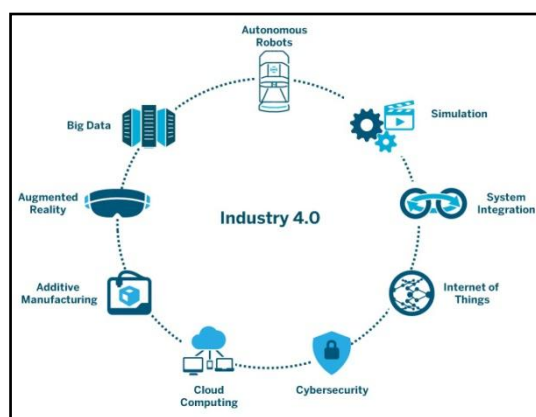 Autonomous
Robots
Big Data
Simulation
Augmented
Reality
System
Integration
Industry 4.0
Additive
Manufacturing
Internet of
Things
Cloud
Computing
Cybersecurity